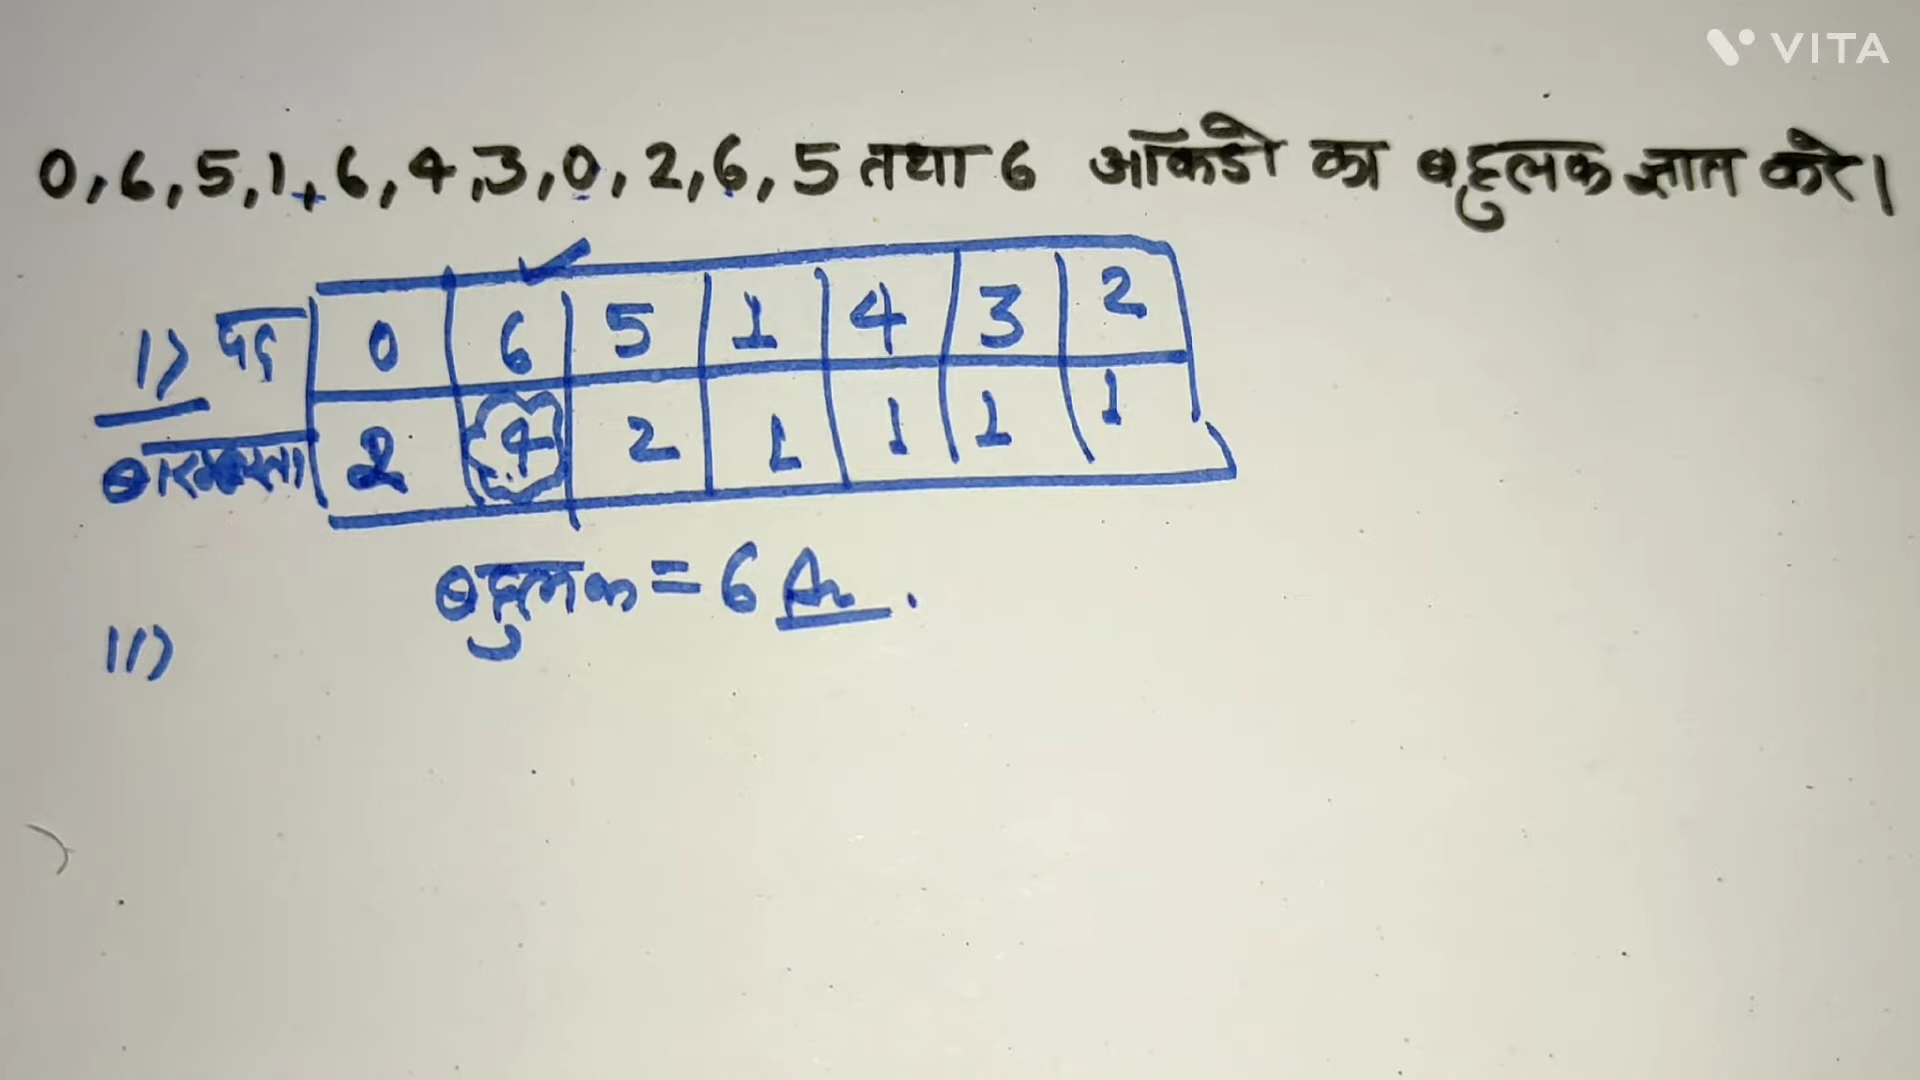 VITA
0, 6, 5, 1, 6, 4, 3, 0, 2, 6, 5 तथा 6 आँकडो का बहुलक ज्ञात करे।
1) पद 0 6 5 1 4 3 2
बारम्बारता 2 4 2 1 1 1 1
बहुलक = 6 Ans.
11)